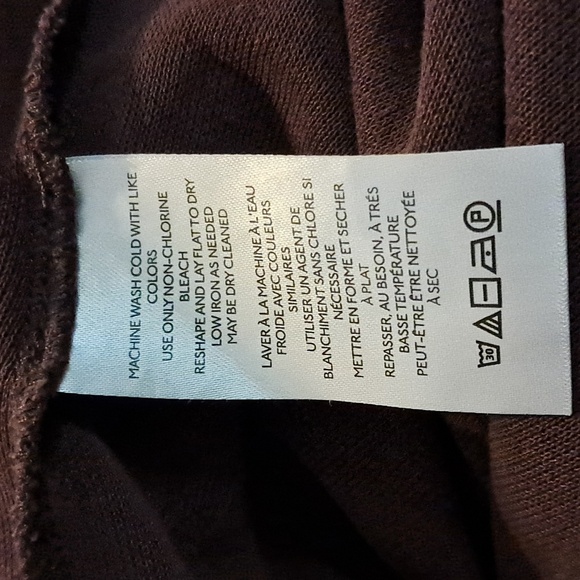 MACHINE WASH COLD WITH LIKE
COLORS
USE ONLY NON-CHLORINE
BLEACH
RESHAPE AND LAY FLAT TO DRY
LOW IRON AS NEEDED
MAY BE DRY CLEANED
LAVER À LA MACHINE À L'EAU
FROIDE AVEC COULEURS
SIMILAIRES
UTILISER UN AGENT DE
BLANCHIMENT SANS CHLORE SI
NÉCESSAIRE
METTRE EN FORME ET SECHER
À PLAT
REPASSER, AU BESOIN, À TRÉS
BASSE TEMPÉRATURE
PEUT-ÊTRE ÊTRE NETTOYÉE
À SEC
30 P